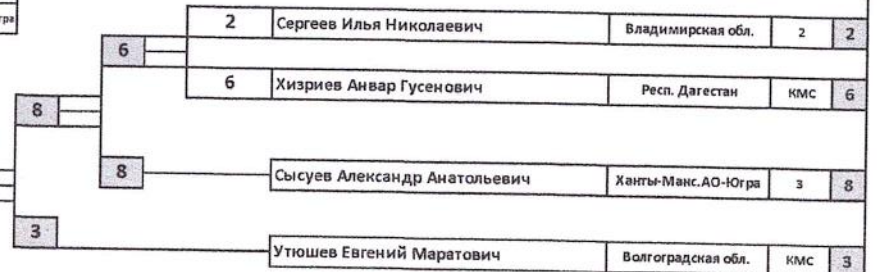 2 Сергеев Илья Николаевич Владимирская обл. 2 2
6
6 Хизриев Анвар Гусенович Респ. Дагестан КМС 6
8
8 Сысуев Александр Анатольевич Ханты-Манс.АО-Югра 3 8
3
Утюшев Евгений Маратович Волгоградская обл. КМС 3